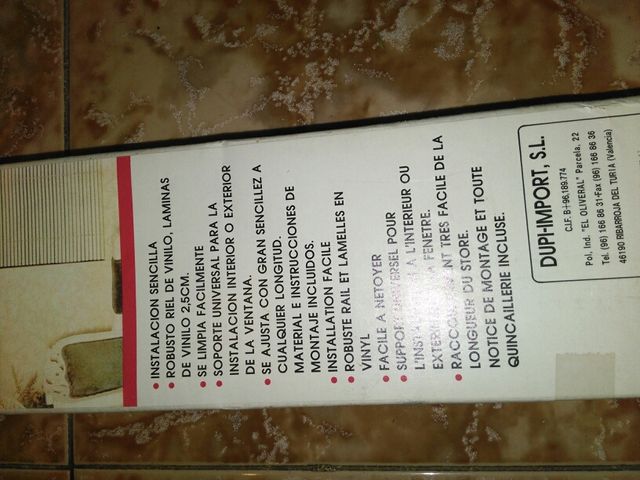 • INSTALACION SENCILLA
• ROBUSTO RIEL DE VINILO, LAMINAS
DE VINILO 2,5CM.
• SE LIMPIA FACILMENTE
• SOPORTE UNIVERSAL PARA LA
INSTALACION INTERIOR O EXTERIOR
DE LA VENTANA.
• SE AJUSTA CON GRAN SENCILLEZ A
CUALQUIER LONGITUD.
MATERIAL E INSTRUCCIONES DE
MONTAJE INCLUIDOS.
• INSTALLATION FACILE
• ROBUSTE RAIL ET LAMELLES EN
VINYL
• FACILE A NETOYER
• SUPPORT UNIVERSEL POUR
A L'INTERIEUR OU
FENETRE.
• TRES FACILE DE LA
LONGUEUR DU STORE.
NOTICE DE MONTAGE ET TOUTE
QUINCAILLERIE INCLUSE.
DUPI-IMPORT, S.L.
C.I.F. B-96.189.774
Pol. Ind. "EL OLIVERAL" Parcela, 22
Tel. (96) 166 86 31-Fax (96) 166 86 36
46190 RIBARROJA DEL TURIA (Valencia)